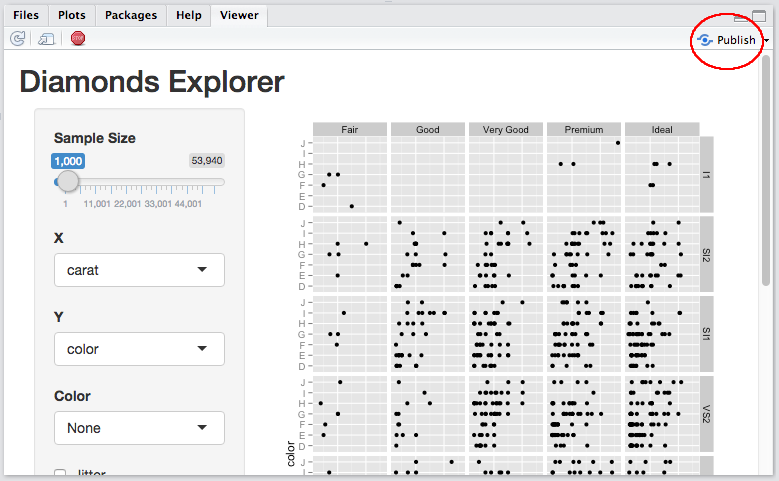 Files Plots Packages Help Viewer
STOP Publish
Diamonds Explorer
Sample Size
1,000 53,940
1 11,001 22,001 33,001 44,001
X
carat
Y
color
Color
None
Jitter
Fair Good Very Good Premium Ideal
J
I
H
G
F
E
D
I1
J
I
H
G
F
E
D
SI2
J
I
H
G
F
E
D
SI1
J
I
H
G
F
E
D
VS2
J
I
color